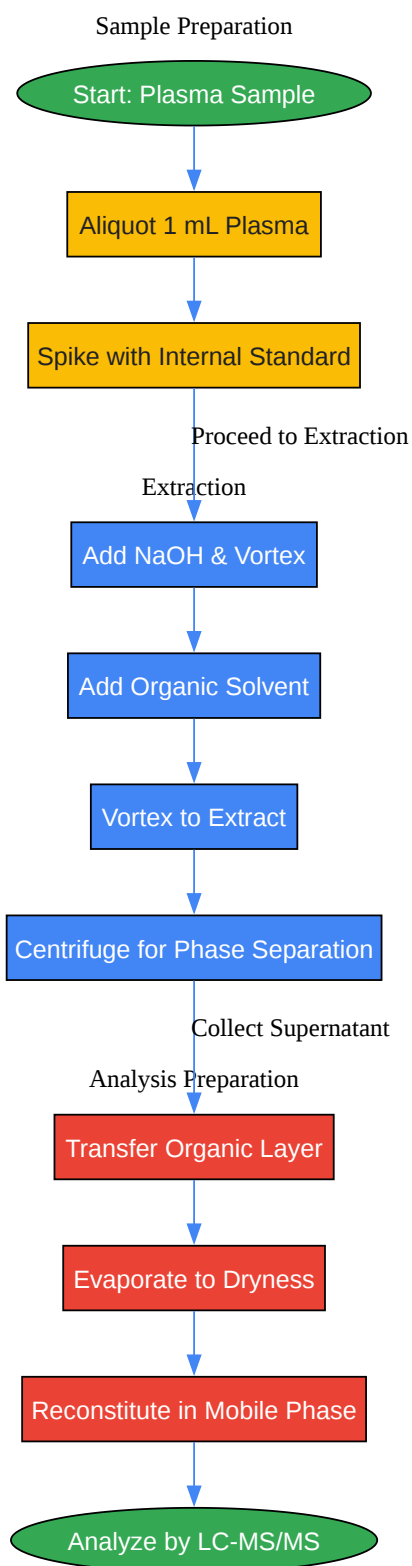 Sample Preparation
Start: Plasma Sample
Aliquot 1 mL Plasma
Spike with Internal Standard
Proceed to Extraction
Extraction
Add NaOH & Vortex
Add Organic Solvent
Vortex to Extract
Centrifuge for Phase Separation
Collect Supernatant
Analysis Preparation
Transfer Organic Layer
Evaporate to Dryness
Reconstitute in Mobile Phase
Analyze by LC-MS/MS